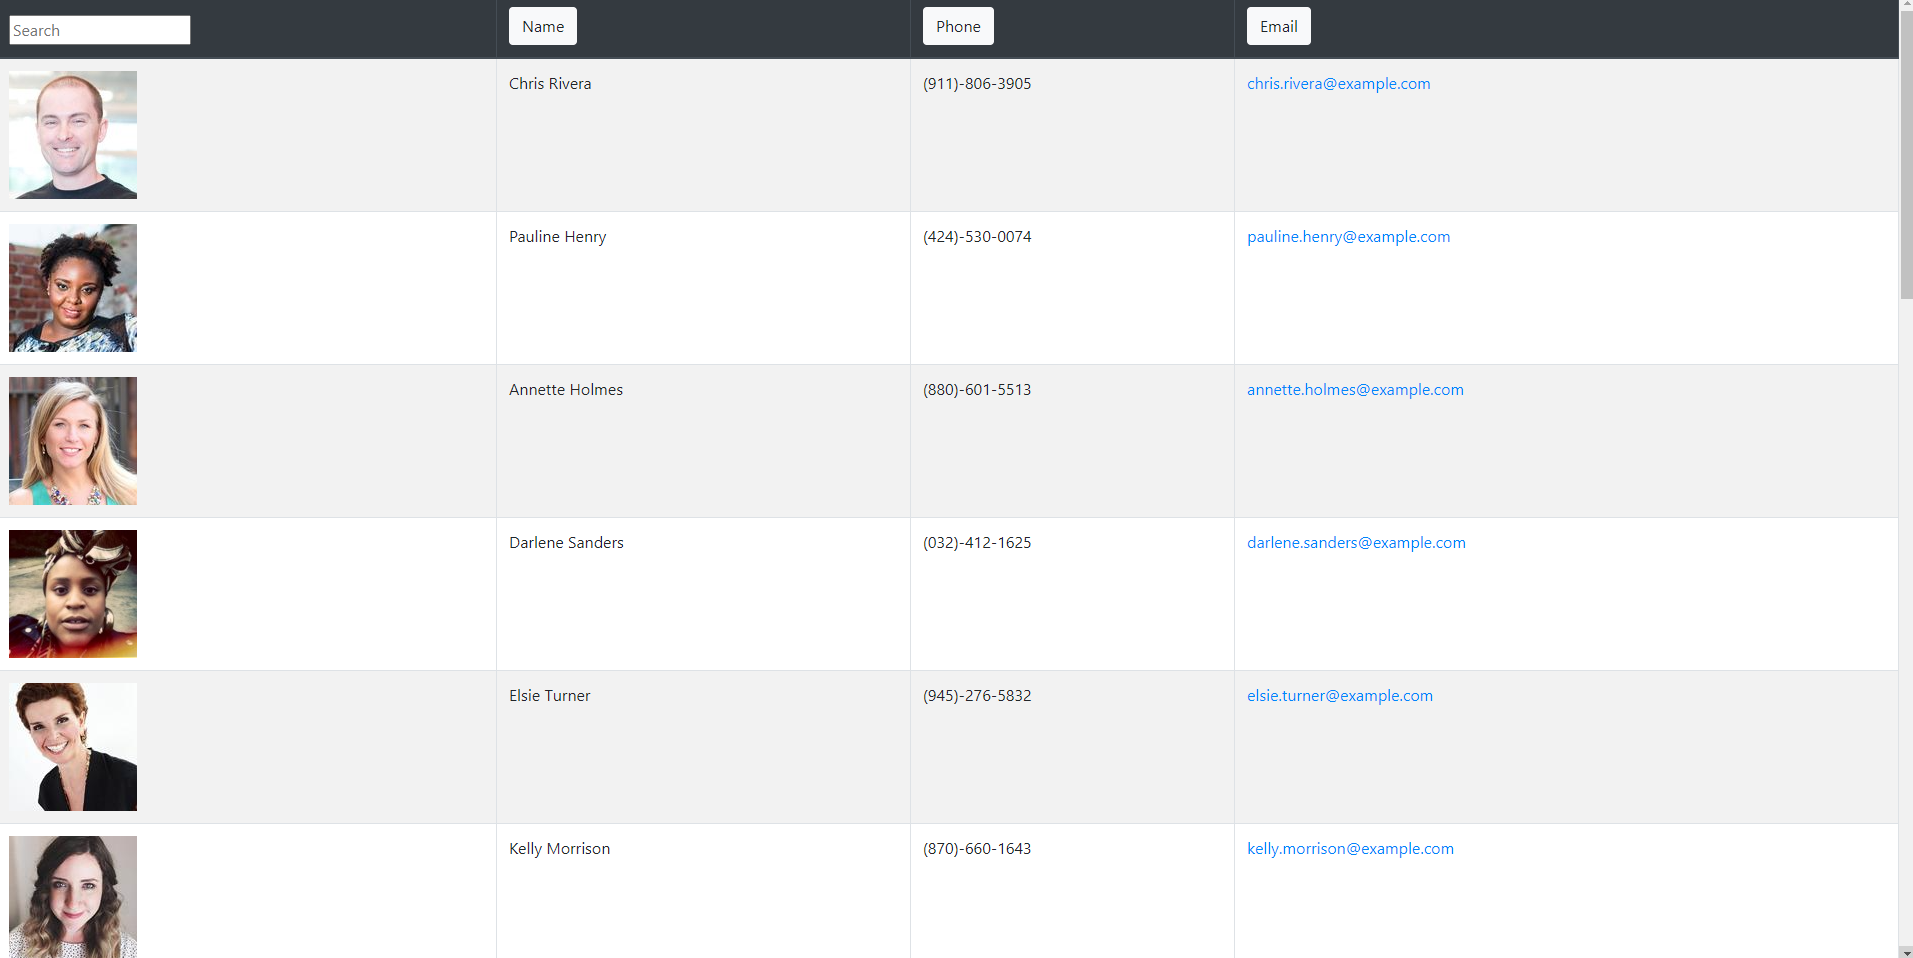 Search Name Phone Email
Chris Rivera (911)-806-3905 chris.rivera@example.com
Pauline Henry (424)-530-0074 pauline.henry@example.com
Annette Holmes (880)-601-5513 annette.holmes@example.com
Darlene Sanders (032)-412-1625 darlene.sanders@example.com
Elsie Turner (945)-276-5832 elsie.turner@example.com
Kelly Morrison (870)-660-1643 kelly.morrison@example.com